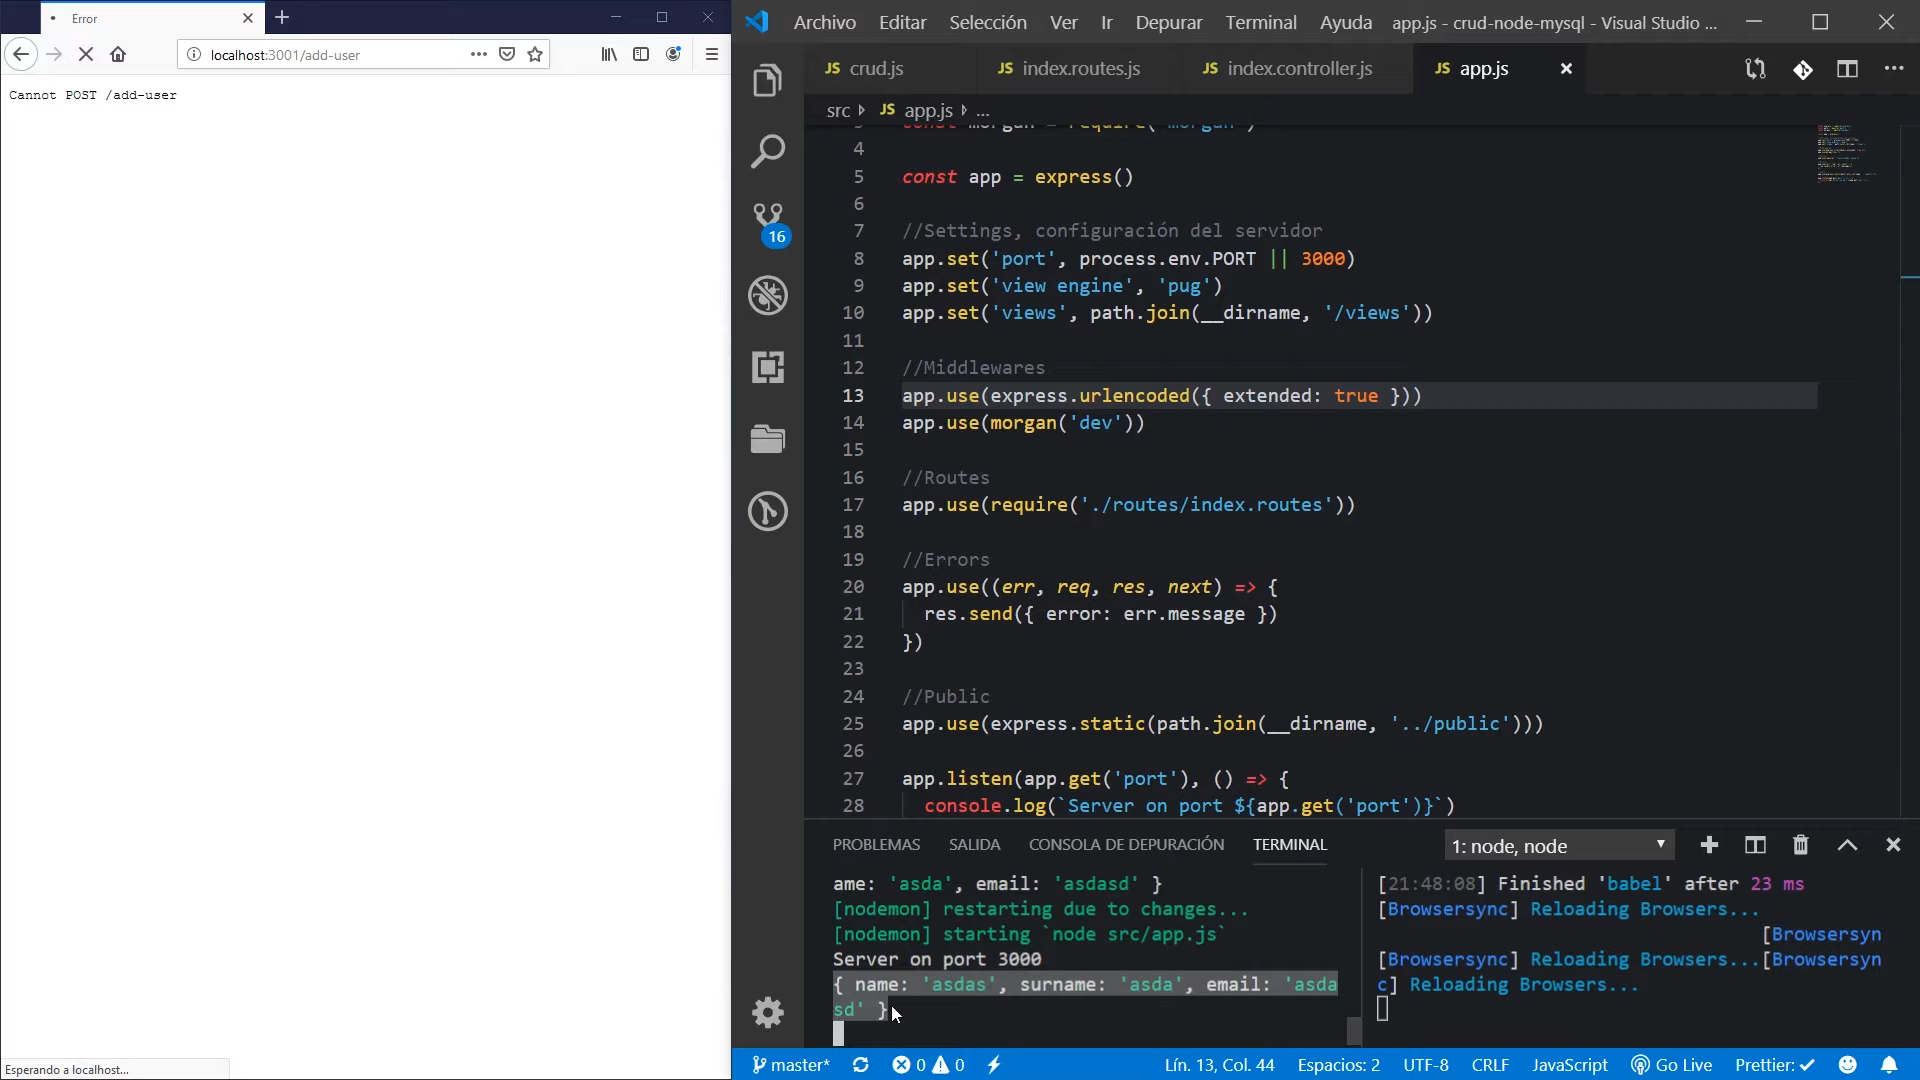 Error
localhost:3001/add-user
Cannot POST /add-user
Esperando a localhost...
Archivo Editar Selección Ver Ir Depurar Terminal Ayuda app.js - crud-node-mysql - Visual Studio ...
JS crud.js JS index.routes.js JS index.controller.js JS app.js
src JS app.js ...
16
3 const morgan = require('morgan')
4
5 const app = express()
6
7 //Settings, configuración del servidor
8 app.set('port', process.env.PORT || 3000)
9 app.set('view engine', 'pug')
10 app.set('views', path.join(__dirname, '/views'))
11
12 //Middlewares
13 app.use(express.urlencoded({ extended: true }))
14 app.use(morgan('dev'))
15
16 //Routes
17 app.use(require('./routes/index.routes'))
18
19 //Errors
20 app.use((err, req, res, next) => {
21 res.send({ error: err.message })
22 })
23
24 //Public
25 app.use(express.static(path.join(__dirname, '../public')))
26
27 app.listen(app.get('port'), () => {
28 console.log(`Server on port ${app.get('port')}`)
PROBLEMAS SALIDA CONSOLA DE DEPURACIÓN TERMINAL 1: node, node
ame: 'asda', email: 'asdasd' }
[nodemon] restarting due to changes...
[nodemon] starting `node src/app.js`
Server on port 3000
{ name: 'asdas', surname: 'asda', email: 'asda
sd' }
[21:48:08] Finished 'babel' after 23 ms
[Browsersync] Reloading Browsers...
[Browsersyn
[Browsersync] Reloading Browsers...[Browsersyn
c] Reloading Browsers...
master* 0 0 Lín. 13, Col. 44 Espacios: 2 UTF-8 CRLF JavaScript Go Live Prettier: ✓